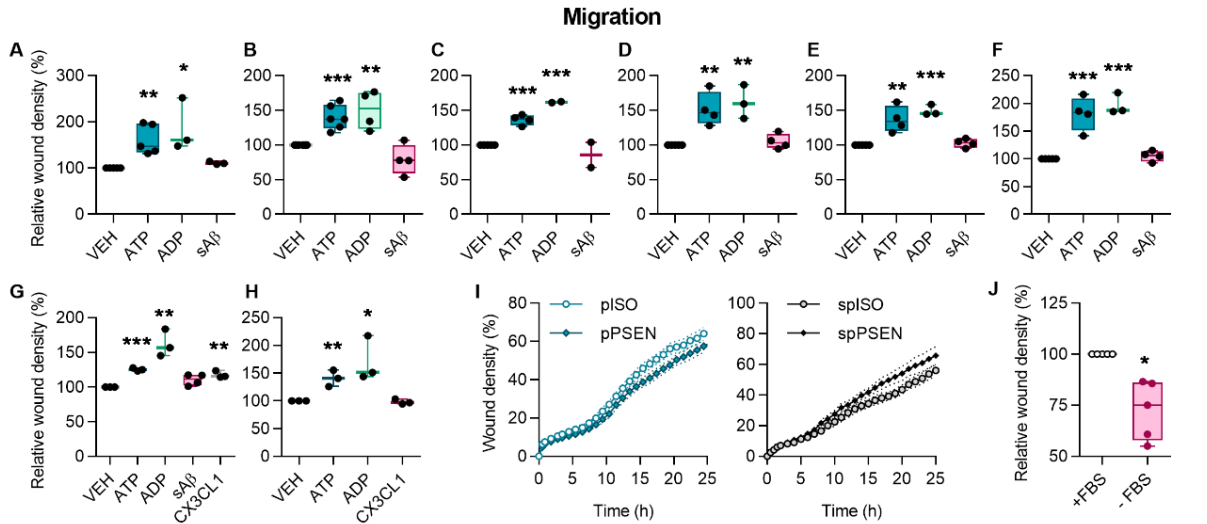 Migration
A
Relative wound density (%)
300
200
100
0
VEH
ATP
ADP
sAβ
**
*
B
200
150
100
50
0
VEH
ATP
ADP
sAβ
***
**
C
200
150
100
50
0
VEH
ATP
ADP
sAβ
***
***
D
200
150
100
50
0
VEH
ATP
ADP
sAβ
**
**
E
200
150
100
50
0
VEH
ATP
ADP
sAβ
**
***
F
250
200
150
100
50
0
VEH
ATP
ADP
sAβ
***
***
G
Relative wound density (%)
200
150
100
50
0
VEH
ATP
ADP
sAβ
CX3CL1
***
**
**
H
250
200
150
100
50
0
VEH
ATP
ADP
CX3CL1
**
*
I
pISO
pPSEN
Wound density (%)
80
60
40
20
0
0 5 10 15 20 25
Time (h)
spISO
spPSEN
100
80
60
40
20
0
0 5 10 15 20 25
Time (h)
J
Relative wound density (%)
125
100
75
50
+FBS
- FBS
*